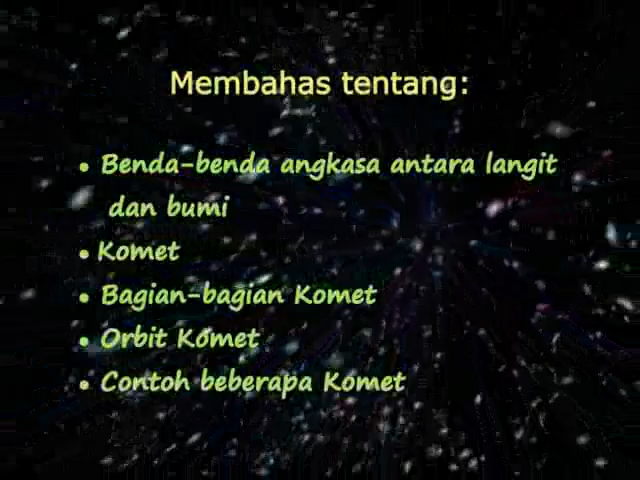 Membahas tentang:
• Benda-benda angkasa antara langit
dan bumi
• Komet
• Bagian-bagian Komet
• Orbit Komet
• Contoh beberapa Komet